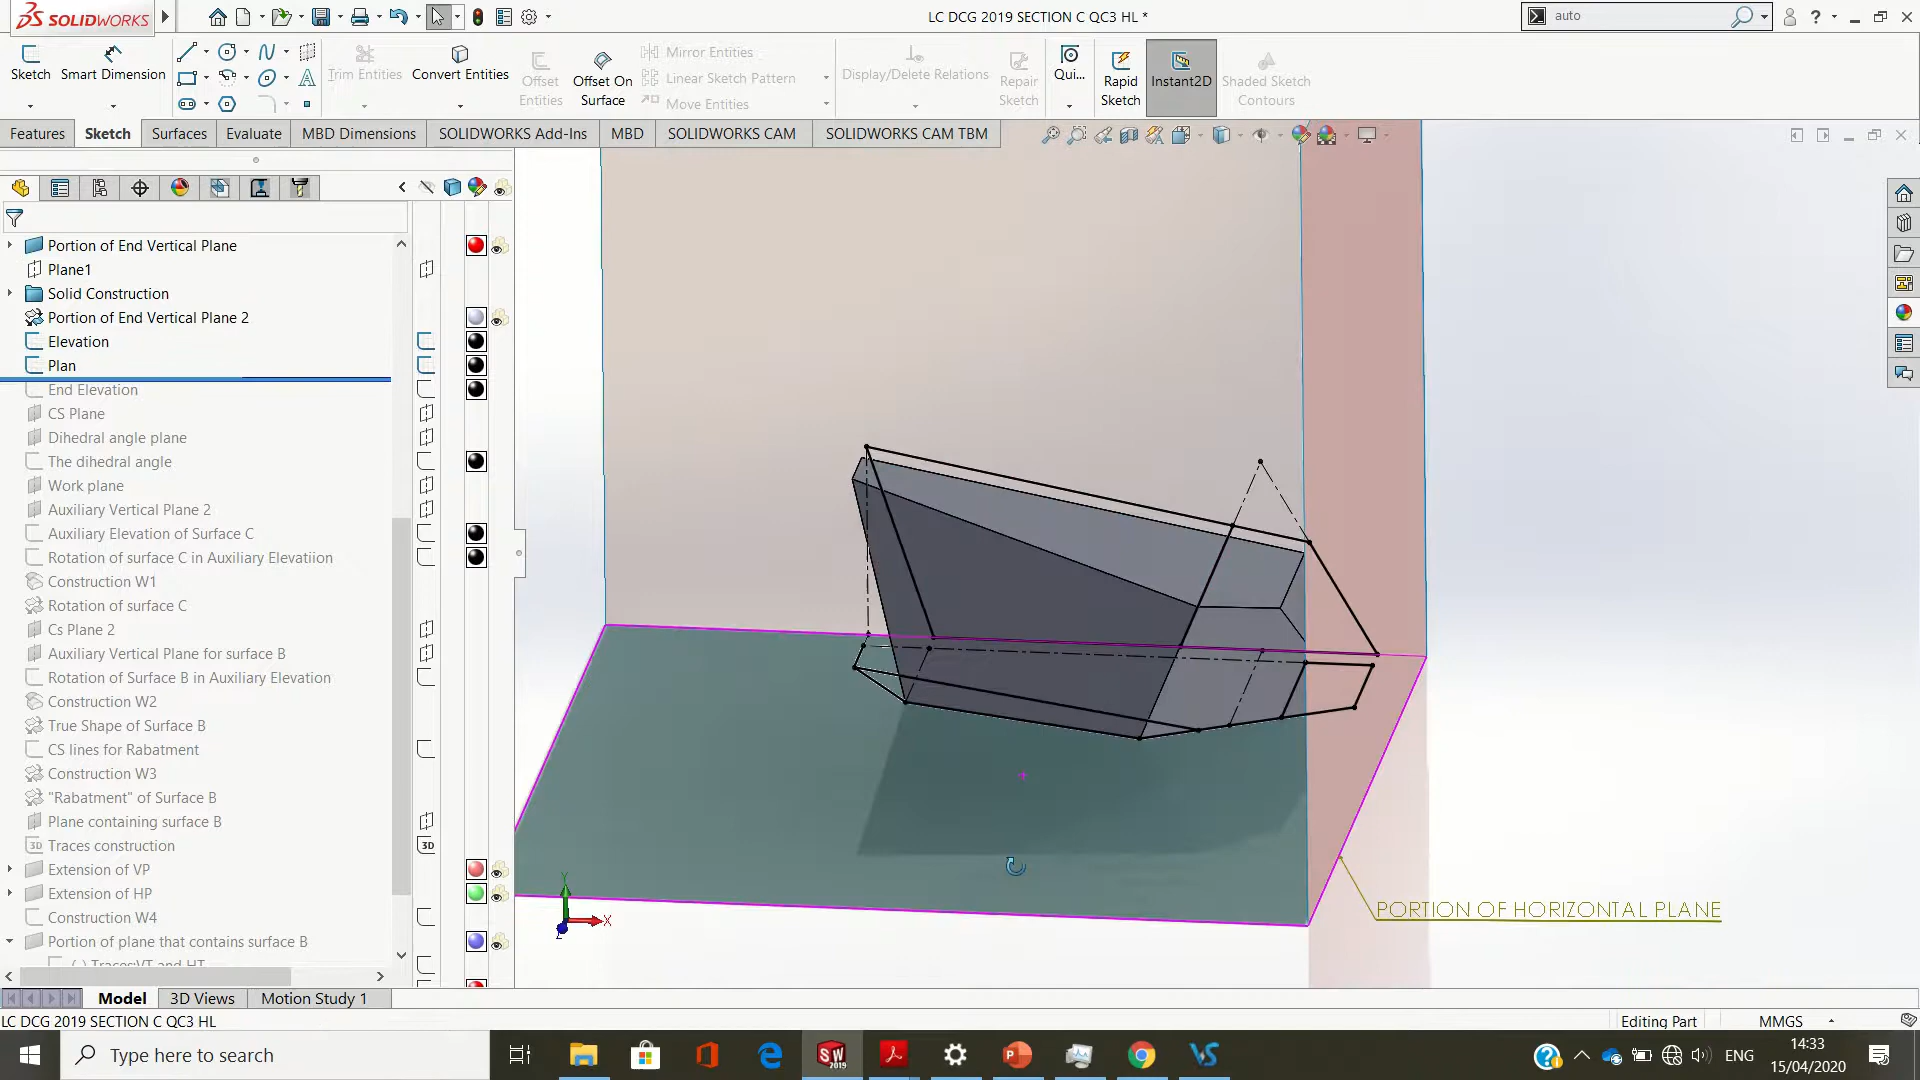 SOLIDWORKS
LC DCG 2019 SECTION C QC3 HL *
auto
Sketch
Smart Dimension
Trim Entities
Convert Entities
Offset Entities
Offset On Surface
Mirror Entities
Linear Sketch Pattern
Move Entities
Display/Delete Relations
Repair Sketch
Qui...
Rapid Sketch
Instant2D
Shaded Sketch Contours
Features
Sketch
Surfaces
Evaluate
MBD Dimensions
SOLIDWORKS Add-Ins
MBD
SOLIDWORKS CAM
SOLIDWORKS CAM TBM
Portion of End Vertical Plane
Plane1
Solid Construction
Portion of End Vertical Plane 2
Elevation
Plan
End Elevation
CS Plane
Dihedral angle plane
The dihedral angle
Work plane
Auxiliary Vertical Plane 2
Auxiliary Elevation of Surface C
Rotation of surface C in Auxiliary Elevatiion
Construction W1
Rotation of surface C
Cs Plane 2
Auxiliary Vertical Plane for surface B
Rotation of Surface B in Auxiliary Elevation
Construction W2
True Shape of Surface B
CS lines for Rabatment
Construction W3
"Rabatment" of Surface B
Plane containing surface B
3D Traces construction
3D
Extension of VP
Extension of HP
Construction W4
Portion of plane that contains surface B
(-) Traces:VT and HT
Y
X
Z
PORTION OF HORIZONTAL PLANE
Model
3D Views
Motion Study 1
LC DCG 2019 SECTION C QC3 HL
Editing Part
MMGS
Type here to search
SW
2019
ENG
14:33
15/04/2020